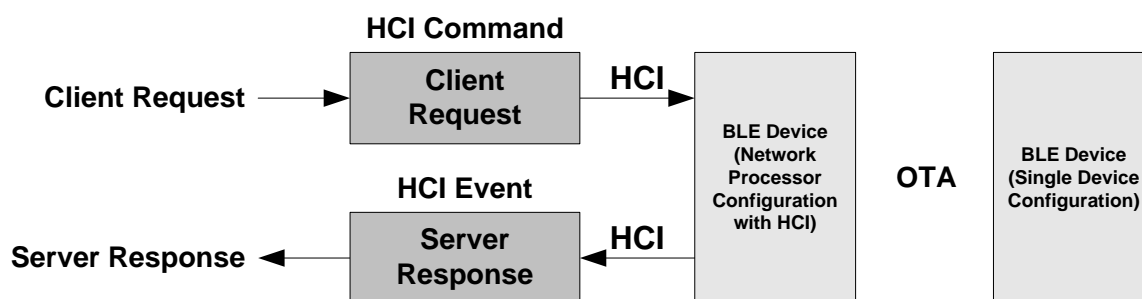 HCI Command
Client Request
Client
Request
HCI
HCI Event
Server Response
Server
Response
HCI
BLE Device
(Network
Processor
Configuration
with HCI)
OTA
BLE Device
(Single Device
Configuration)